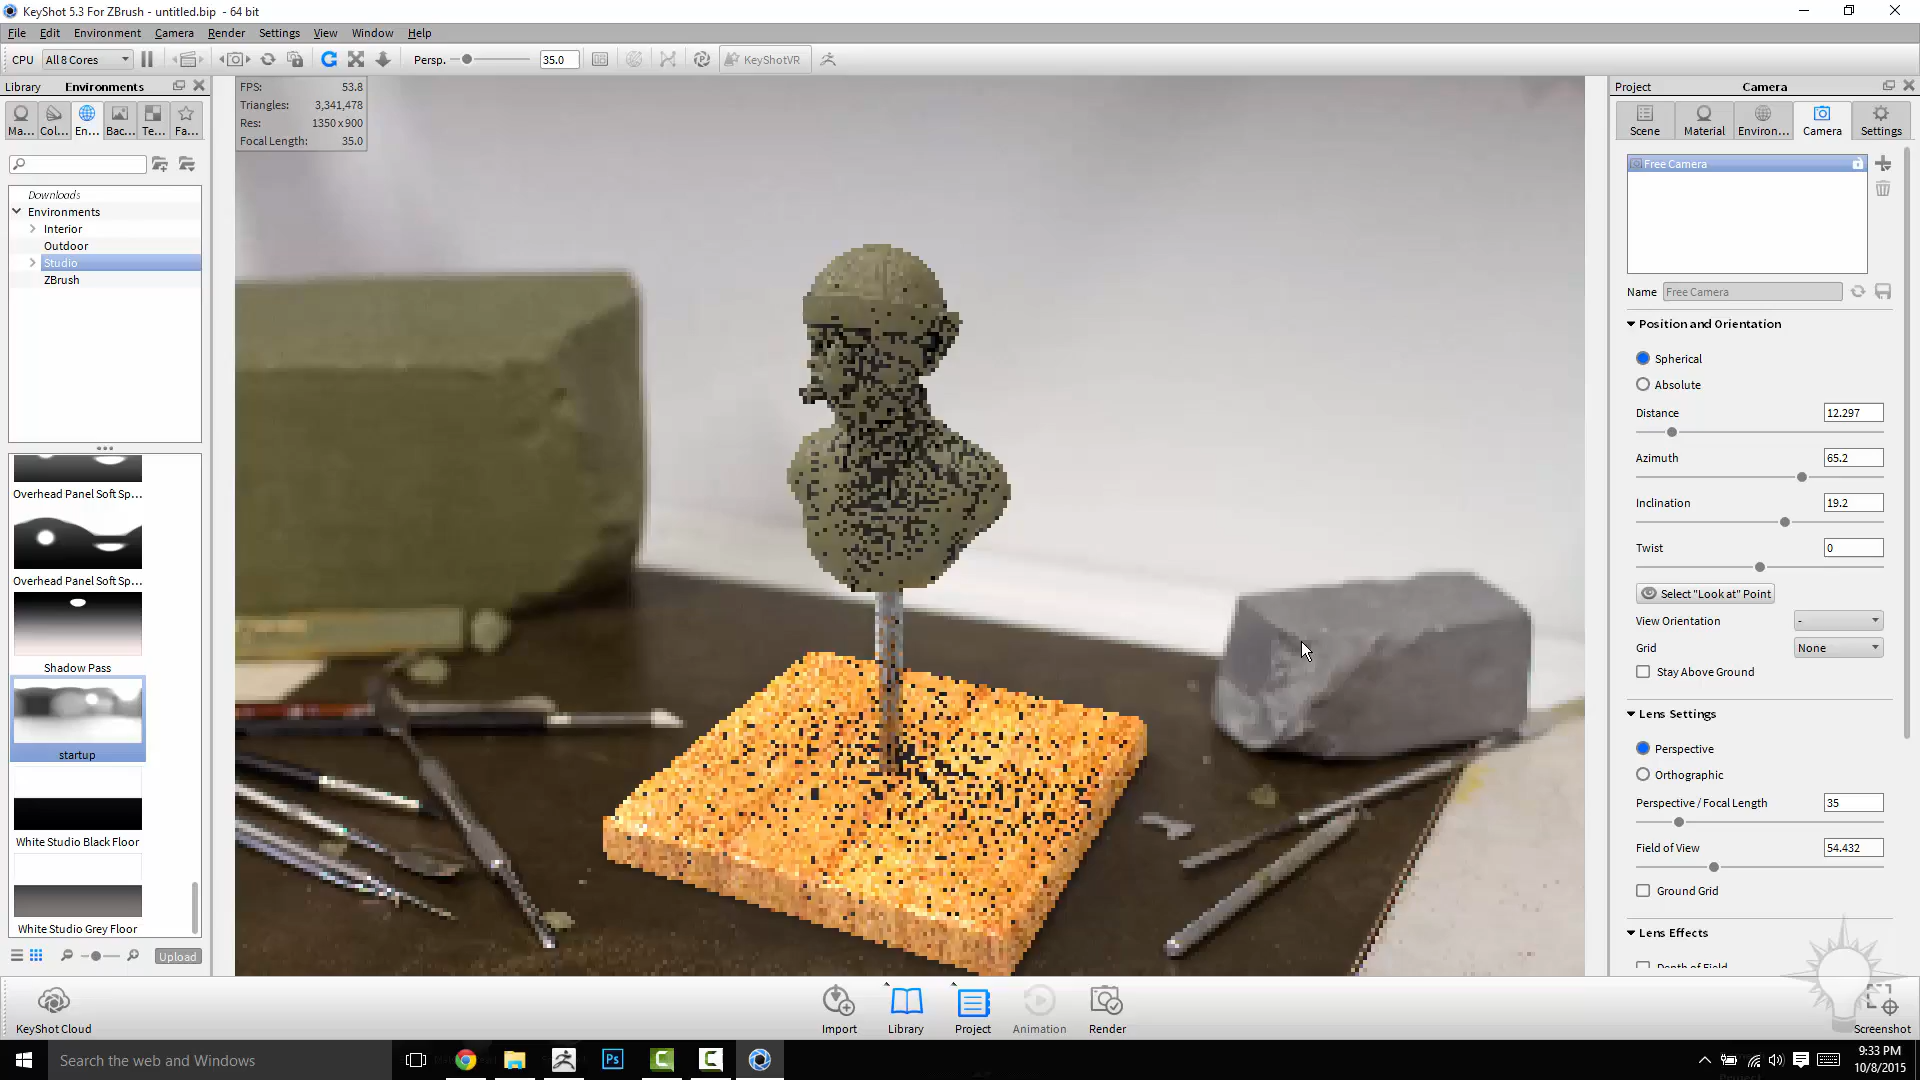 KeyShot 5.3 For ZBrush - untitled.bip - 64 bit
File Edit Environment Camera Render Settings View Window Help
CPU All 8 Cores Persp. 35.0 KeyShotVR
Library Environments
Ma... Col... En... Bac... Te... Fa...
Downloads
Environments
Interior
Outdoor
Studio
ZBrush
Overhead Panel Soft Sp...
Overhead Panel Soft Sp...
Shadow Pass
startup
White Studio Black Floor
White Studio Grey Floor
Upload
FPS: 53.8
Triangles: 3,341,478
Res: 1350 x 900
Focal Length: 35.0
Project Camera
Scene Material Environ... Camera Settings
Free Camera
Name Free Camera
Position and Orientation
Spherical
Absolute
Distance 12.297
Azimuth 65.2
Inclination 19.2
Twist 0
Select "Look at" Point
View Orientation -
Grid None
Stay Above Ground
Lens Settings
Perspective
Orthographic
Perspective / Focal Length 35
Field of View 54.432
Ground Grid
Lens Effects
Depth of Field
KeyShot Cloud Import Library Project Animation Render Screenshot
Search the web and Windows
Ps
9:33 PM
10/8/2015